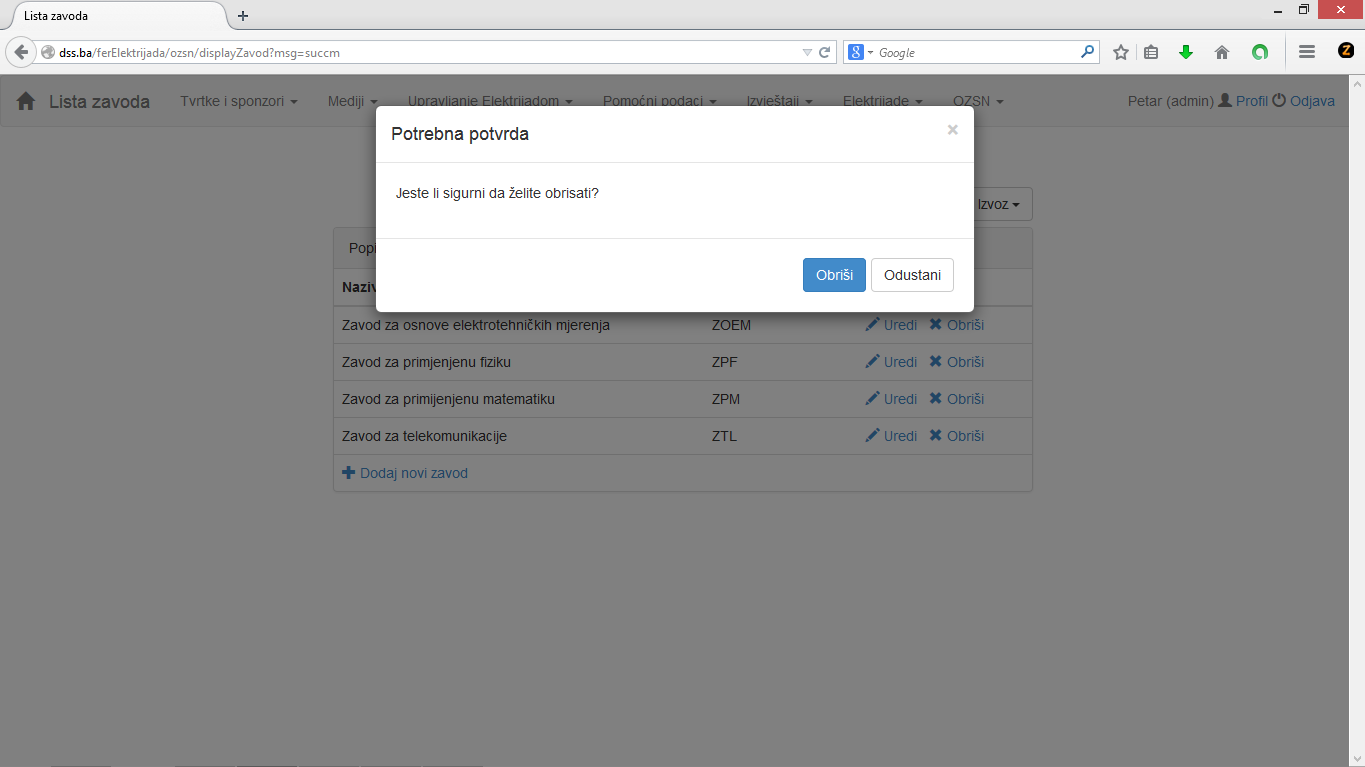 Lista zavoda
dss.ba/ferElektrijada/ozsn/displayZavod?msg=succm
Google
Lista zavoda Tvrtke i sponzori Mediji Upravljanje Elektrijadom Pomoćni podaci Izvještaji Elektrijade OZSN Petar (admin) Profil Odjava
Potrebna potvrda ×
Jeste li sigurni da želite obrisati?
Izvoz
Popi
Obriši Odustani
Naziv
Zavod za osnove elektrotehničkih mjerenja ZOEM Uredi Obriši
Zavod za primjenjenu fiziku ZPF Uredi Obriši
Zavod za primijenjenu matematiku ZPM Uredi Obriši
Zavod za telekomunikacije ZTL Uredi Obriši
Dodaj novi zavod